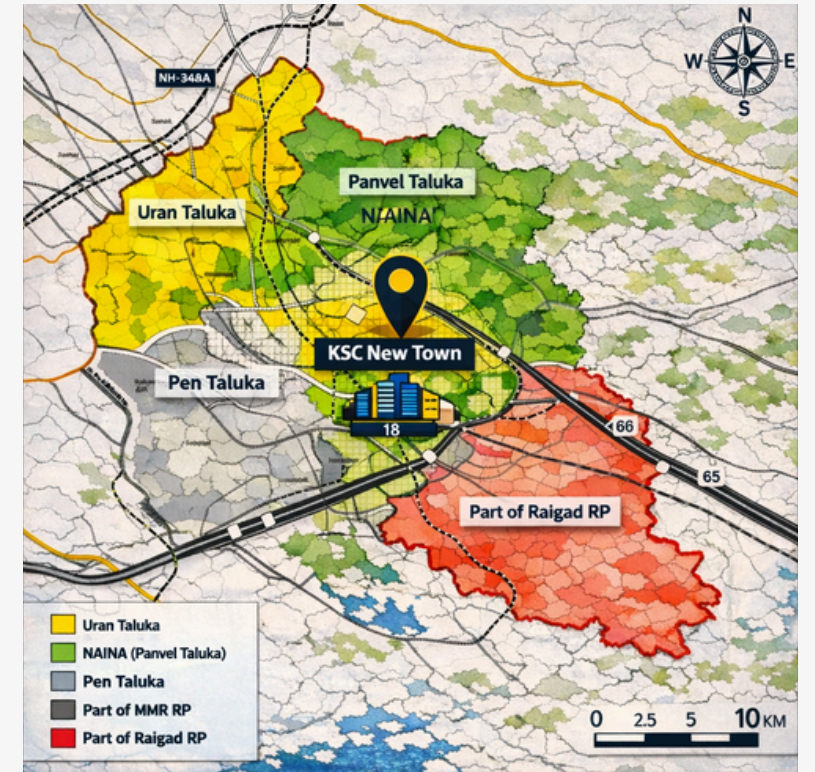 N
W E
S
NH-348A
Panvel Taluka
NAINA
Uran Taluka
KSC New Town
Pen Taluka
18
66
65
Part of Raigad RP
Uran Taluka
NAINA (Panvel Taluka)
Pen Taluka
Part of MMR RP
Part of Raigad RP
0 2.5 5 10 KM